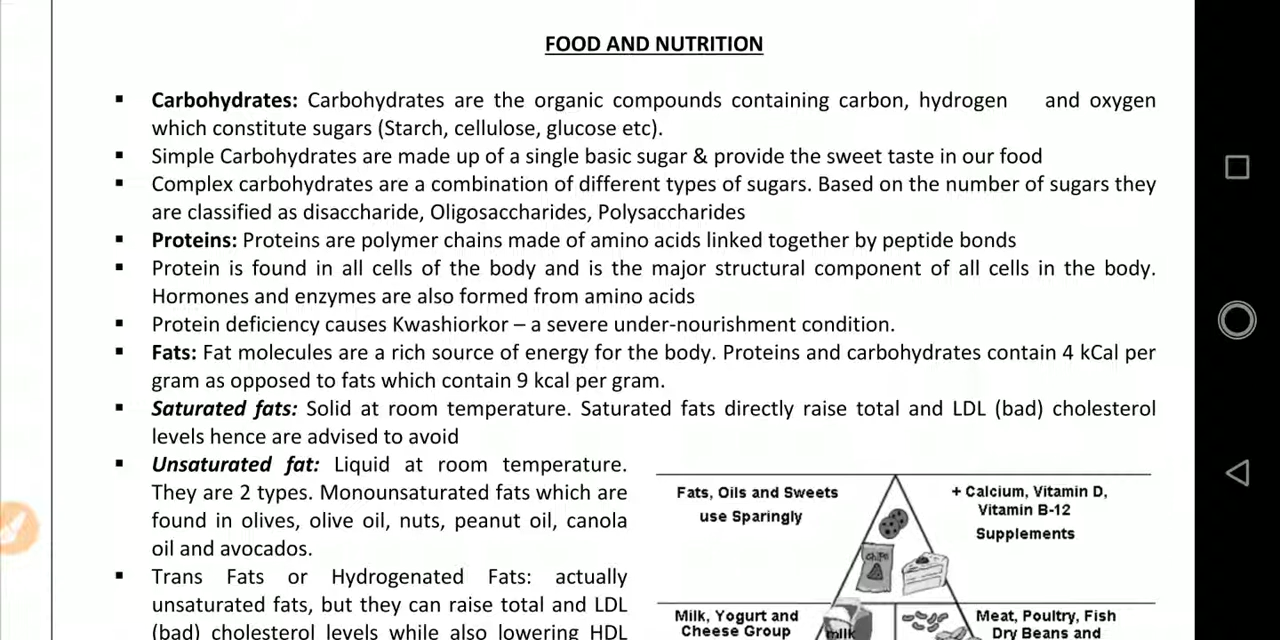 FOOD AND NUTRITION
▪ Carbohydrates: Carbohydrates are the organic compounds containing carbon, hydrogen and oxygen
which constitute sugars (Starch, cellulose, glucose etc).
▪ Simple Carbohydrates are made up of a single basic sugar & provide the sweet taste in our food
▪ Complex carbohydrates are a combination of different types of sugars. Based on the number of sugars they
are classified as disaccharide, Oligosaccharides, Polysaccharides
▪ Proteins: Proteins are polymer chains made of amino acids linked together by peptide bonds
▪ Protein is found in all cells of the body and is the major structural component of all cells in the body.
Hormones and enzymes are also formed from amino acids
▪ Protein deficiency causes Kwashiorkor – a severe under-nourishment condition.
▪ Fats: Fat molecules are a rich source of energy for the body. Proteins and carbohydrates contain 4 kCal per
gram as opposed to fats which contain 9 kcal per gram.
▪ Saturated fats: Solid at room temperature. Saturated fats directly raise total and LDL (bad) cholesterol
levels hence are advised to avoid
▪ Unsaturated fat: Liquid at room temperature.
They are 2 types. Monounsaturated fats which are
found in olives, olive oil, nuts, peanut oil, canola
oil and avocados.
▪ Trans Fats or Hydrogenated Fats: actually
unsaturated fats, but they can raise total and LDL
(bad) cholesterol levels while also lowering HDL
Fats, Oils and Sweets
use Sparingly
+ Calcium, Vitamin D,
Vitamin B-12
Supplements
CHIPS
Milk, Yogurt and
Cheese Group
milk
Meat, Poultry, Fish
Dry Beans and